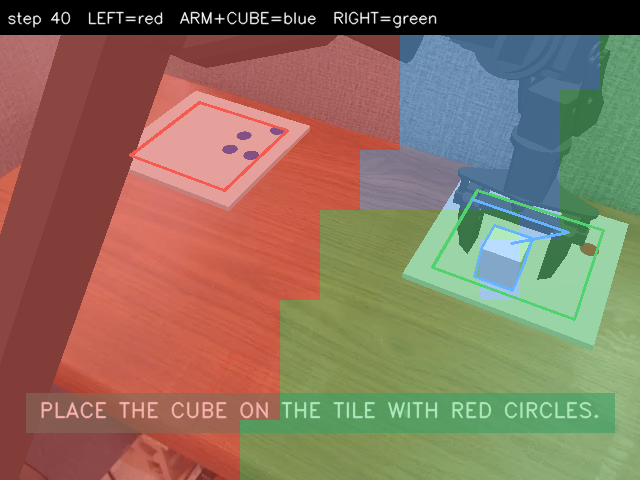 step 40 LEFT=red ARM+CUBE=blue RIGHT=green
PLACE THE CUBE ON THE TILE WITH RED CIRCLES.